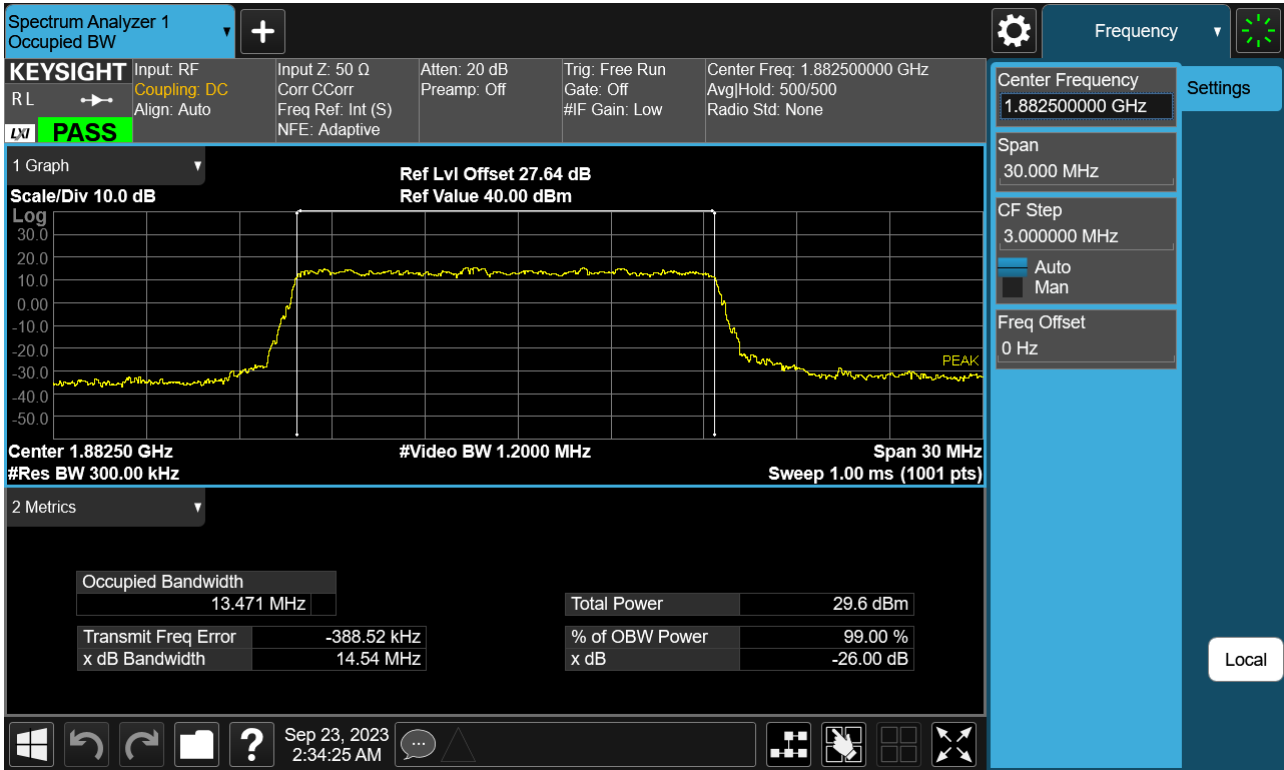 Spectrum Analyzer 1
Occupied BW
+
Frequency
KEYSIGHT
R L
LXI PASS
Input: RF
Coupling: DC
Align: Auto
Input Z: 50 Ω
Corr CCorr
Freq Ref: Int (S)
NFE: Adaptive
Atten: 20 dB
Preamp: Off
Trig: Free Run
Gate: Off
#IF Gain: Low
Center Freq: 1.882500000 GHz
Avg|Hold: 500/500
Radio Std: None
Center Frequency
1.882500000 GHz
Settings
Span
30.000 MHz
CF Step
3.000000 MHz
Auto
Man
Freq Offset
0 Hz
Local
1 Graph
Scale/Div 10.0 dB
Ref Lvl Offset 27.64 dB
Ref Value 40.00 dBm
Log
30.0
20.0
10.0
0.00
-10.0
-20.0
-30.0
-40.0
-50.0
PEAK
Center 1.88250 GHz
#Video BW 1.2000 MHz
Span 30 MHz
#Res BW 300.00 kHz
Sweep 1.00 ms (1001 pts)
2 Metrics
Occupied Bandwidth
13.471 MHz
Total Power 29.6 dBm
Transmit Freq Error -388.52 kHz
% of OBW Power 99.00 %
x dB Bandwidth 14.54 MHz
x dB -26.00 dB
?
Sep 23, 2023
2:34:25 AM